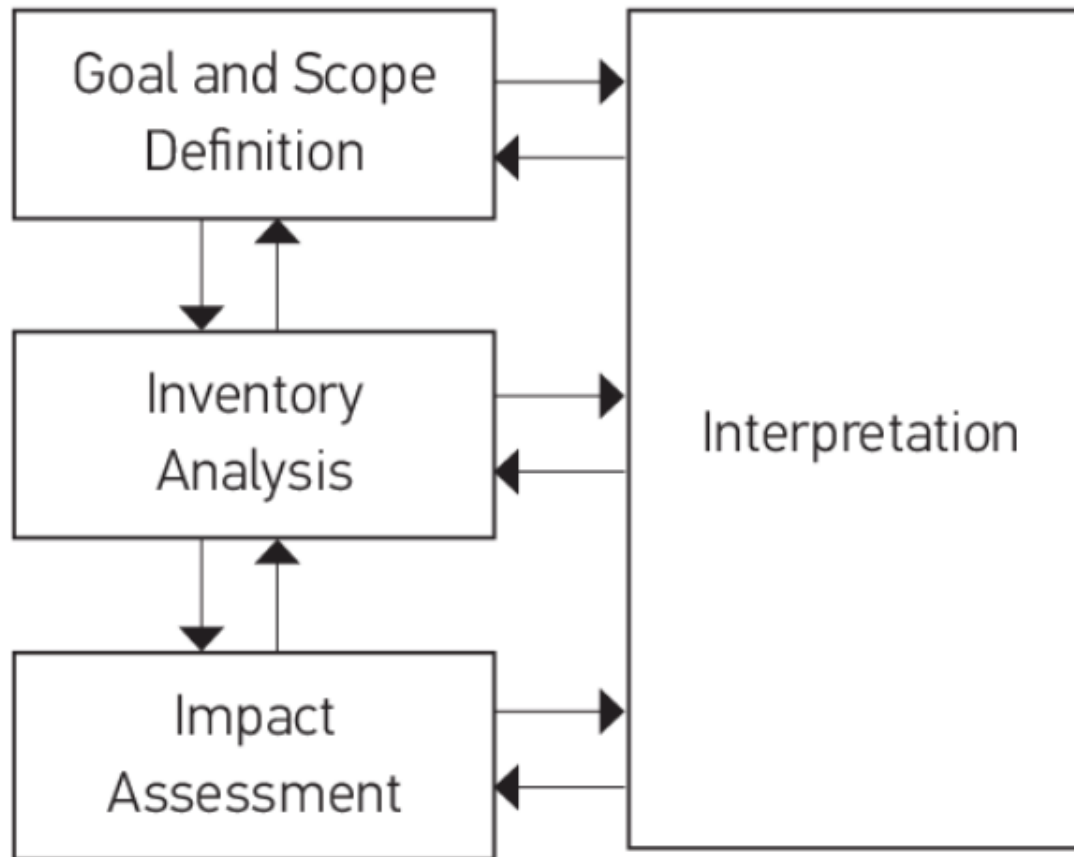 Goal and Scope
Definition
Inventory
Analysis
Interpretation
Impact
Assessment